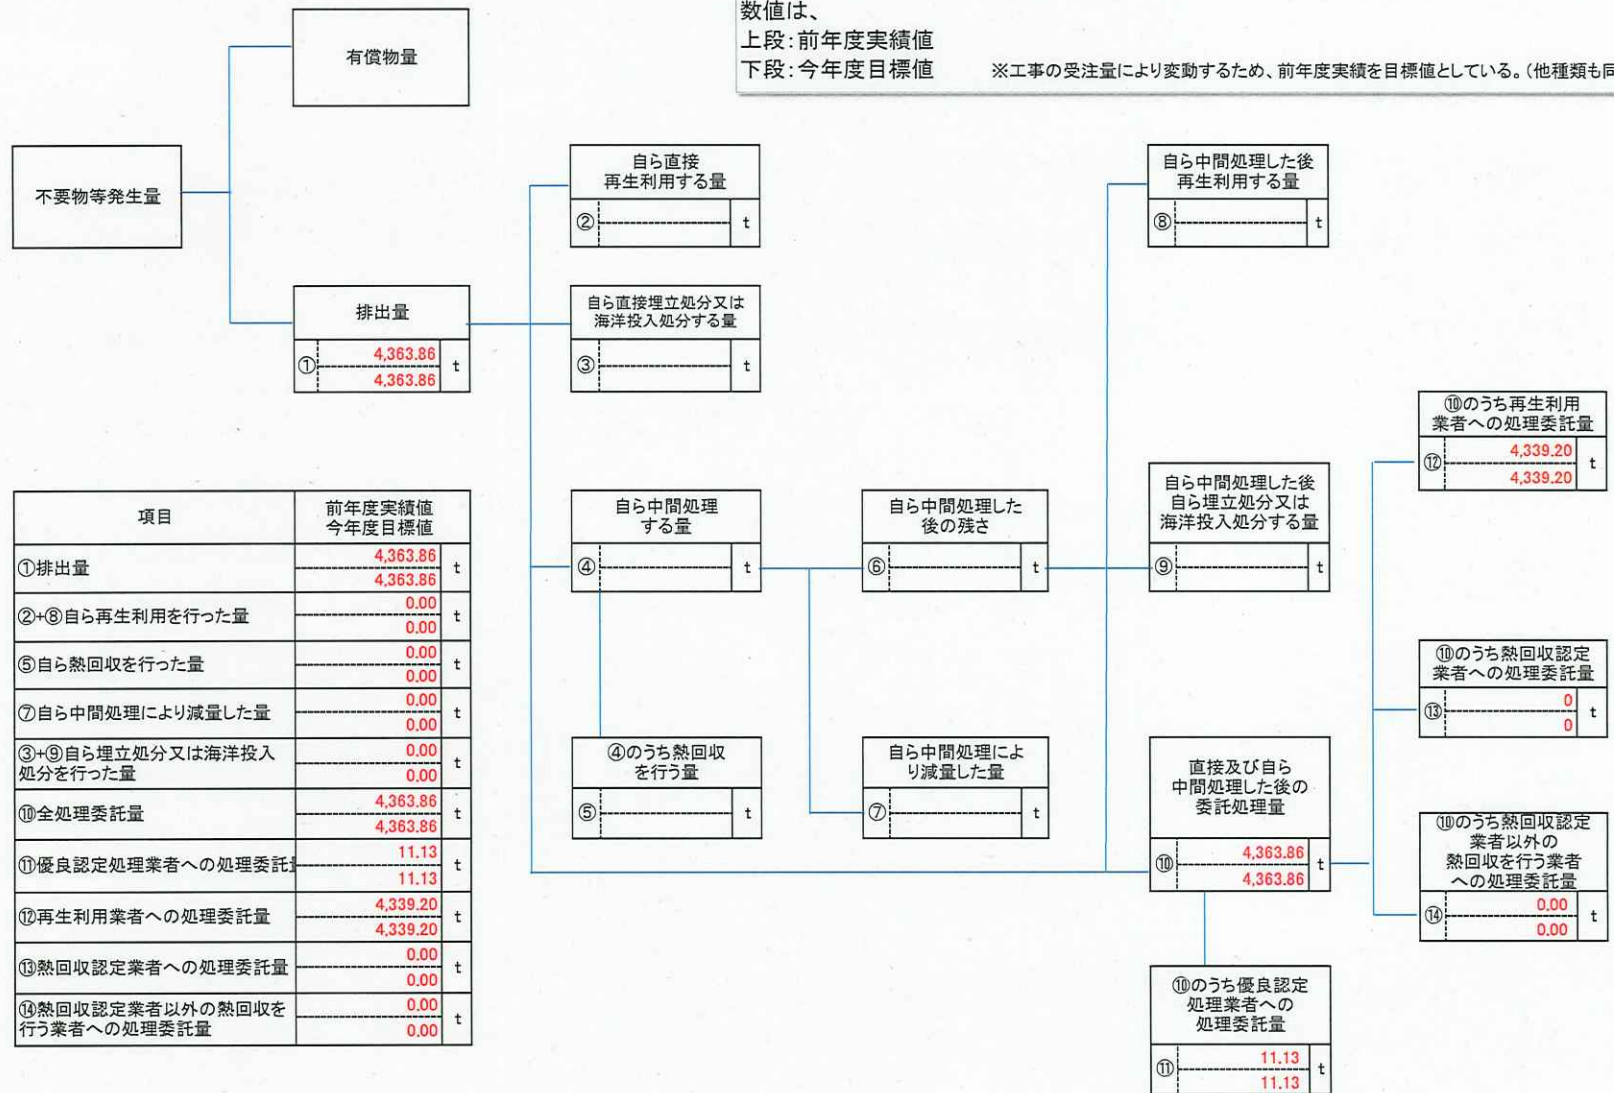 数値は、
上段：前年度実績値
下段：今年度目標値　※工事の受注量により変動するため、前年度実績を目標値としている。（他種類も同
有償物量
不要物等発生量
排出量
① 4,363.86 t
4,363.86
自ら直接
再生利用する量
② t
自ら直接埋立処分又は
海洋投入処分する量
③ t
自ら中間処理
する量
④ t
④のうち熱回収
を行う量
⑤ t
自ら中間処理した
後の残さ
⑥ t
自ら中間処理によ
り減量した量
⑦ t
自ら中間処理した後
再生利用する量
⑧ t
自ら中間処理した後
自ら埋立処分又は
海洋投入処分する量
⑨ t
直接及び自ら
中間処理した後の
委託処理量
⑩ 4,363.86 t
4,363.86
⑩のうち優良認定
処理業者への
処理委託量
⑪ 11.13 t
11.13
⑩のうち再生利用
業者への処理委託量
⑫ 4,339.20 t
4,339.20
⑩のうち熱回収認定
業者への処理委託量
⑬ 0 t
0
⑩のうち熱回収認定
業者以外の
熱回収を行う業者
への処理委託量
⑭ 0.00 t
0.00
項目 前年度実績値
今年度目標値
①排出量 4,363.86 t
4,363.86
②+⑧自ら再生利用を行った量 0.00 t
0.00
⑤自ら熱回収を行った量 0.00 t
0.00
⑦自ら中間処理により減量した量 0.00 t
0.00
③+⑨自ら埋立処分又は海洋投入 0.00 t
処分を行った量 0.00
⑩全処理委託量 4,363.86 t
4,363.86
⑪優良認定処理業者への処理委託 11.13 t
11.13
⑫再生利用業者への処理委託量 4,339.20 t
4,339.20
⑬熱回収認定業者への処理委託量 0.00 t
0.00
⑭熱回収認定業者以外の熱回収を 0.00 t
行う業者への処理委託量 0.00